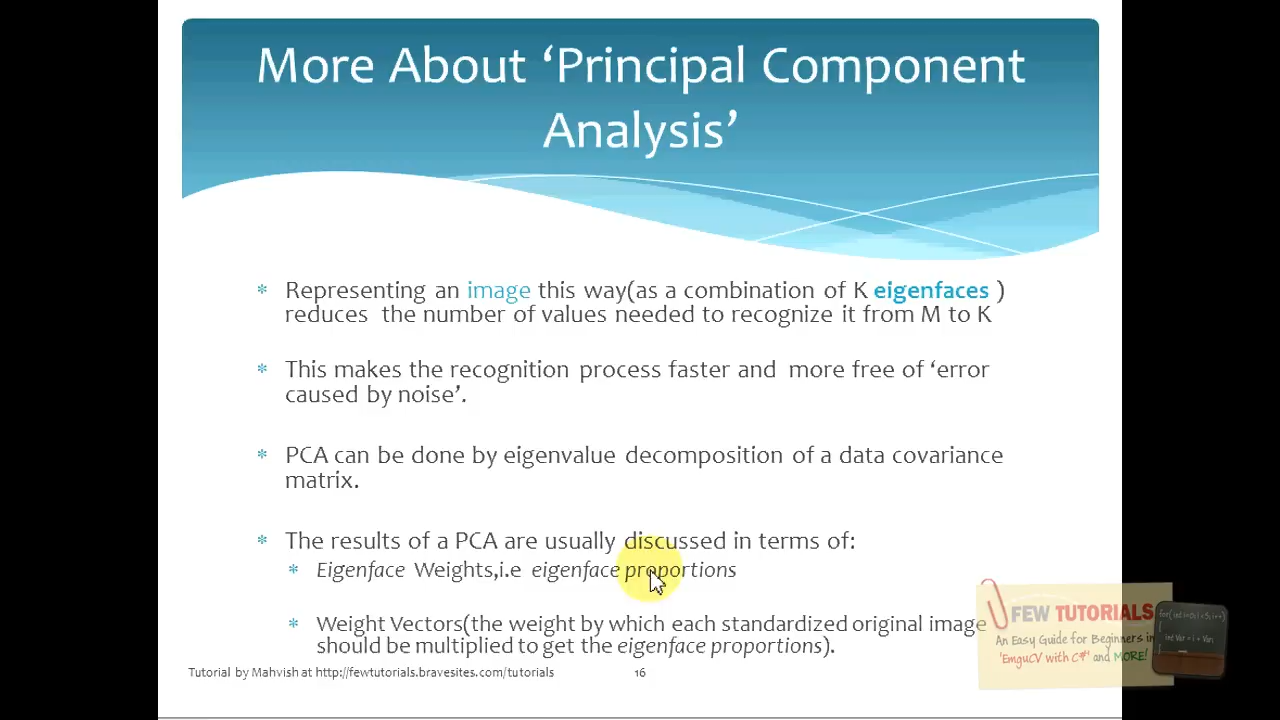 More About ‘Principal Component
Analysis’
* Representing an image this way(as a combination of K eigenfaces )
reduces the number of values needed to recognize it from M to K
* This makes the recognition process faster and more free of ‘error
caused by noise’.
* PCA can be done by eigenvalue decomposition of a data covariance
matrix.
* The results of a PCA are usually discussed in terms of:
* Eigenface Weights,i.e eigenface proportions
* Weight Vectors(the weight by which each standardized original image
should be multiplied to get the eigenface proportions).
Tutorial by Mahvish at http://fewtutorials.bravesites.com/tutorials
16
FEW TUTORIALS
An Easy Guide for Beginners in
'EmguCV with C#' and MORE!